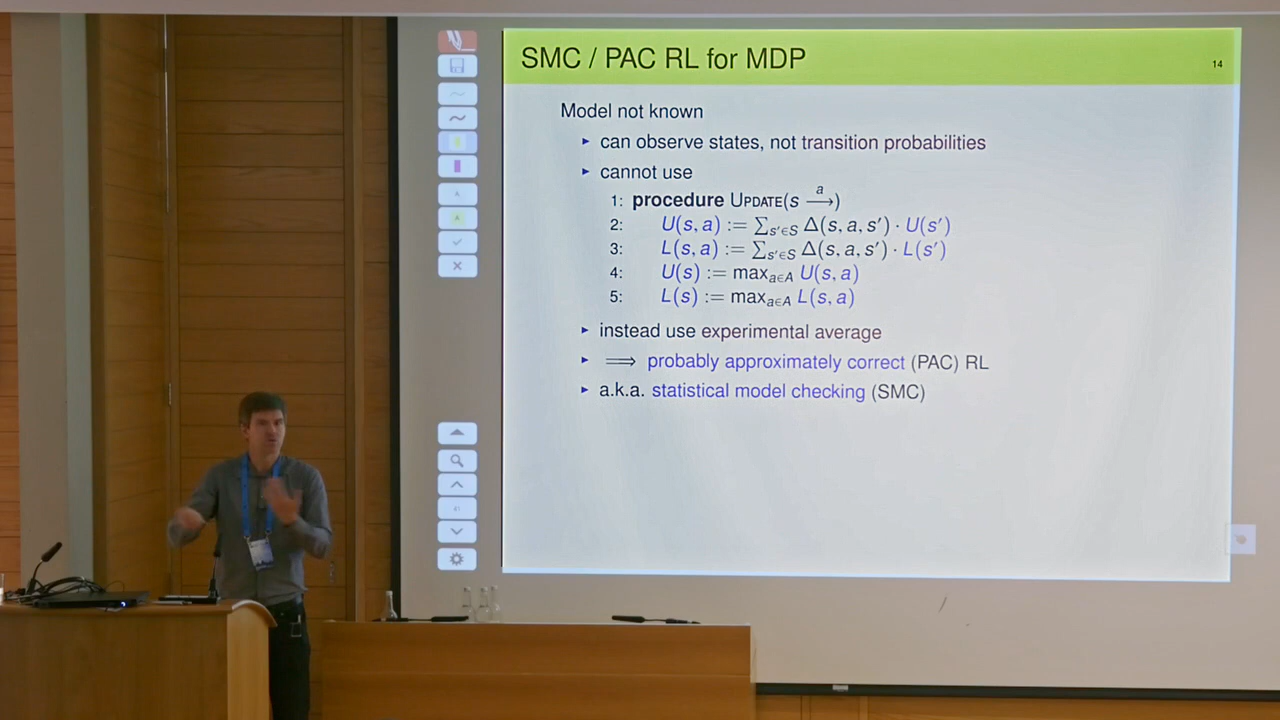 SMC / PAC RL for MDP
14
Model not known
▸ can observe states, not transition probabilities
▸ cannot use
1: procedure UPDATE(s —a→)
2: U(s, a) := ∑s'∈S Δ(s, a, s') · U(s')
3: L(s, a) := ∑s'∈S Δ(s, a, s') · L(s')
4: U(s) := maxa∈A U(s, a)
5: L(s) := maxa∈A L(s, a)
▸ instead use experimental average
▸ ⟹ probably approximately correct (PAC) RL
▸ a.k.a. statistical model checking (SMC)